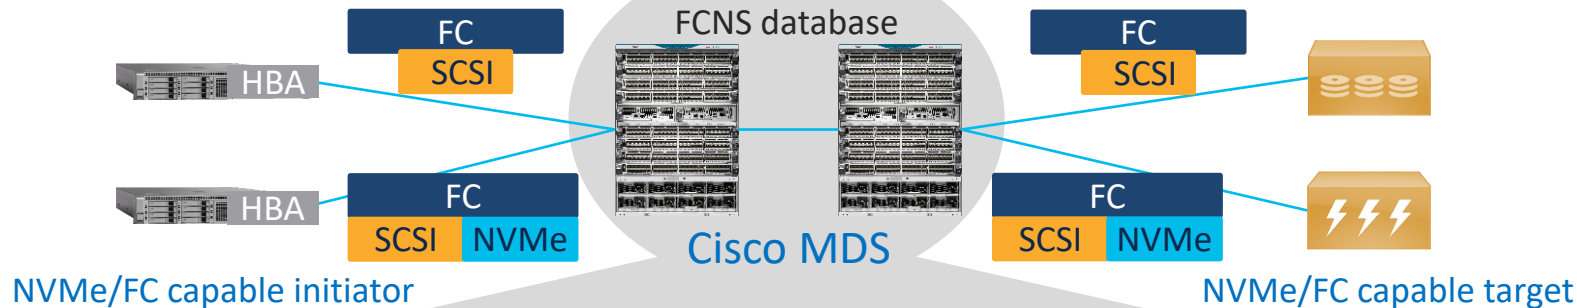 FCNS database
FC
SCSI
HBA
FC
SCSI
HBA
FC
SCSI NVMe
FC
SCSI NVMe
Cisco MDS
NVMe/FC capable initiator
NVMe/FC capable target